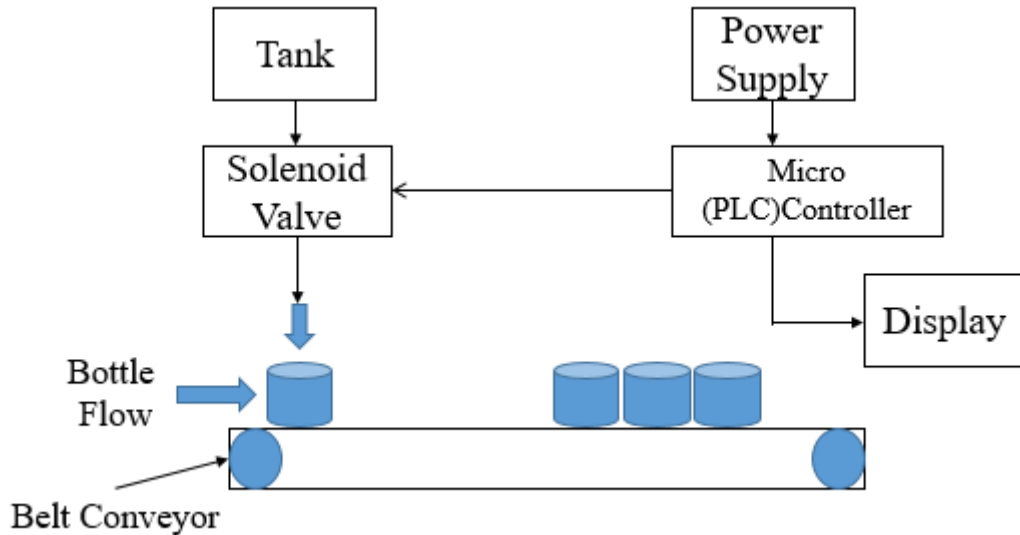 Tank
Power
Supply
Solenoid
Valve
Micro
(PLC)Controller
Display
Bottle
Flow
Belt Conveyor